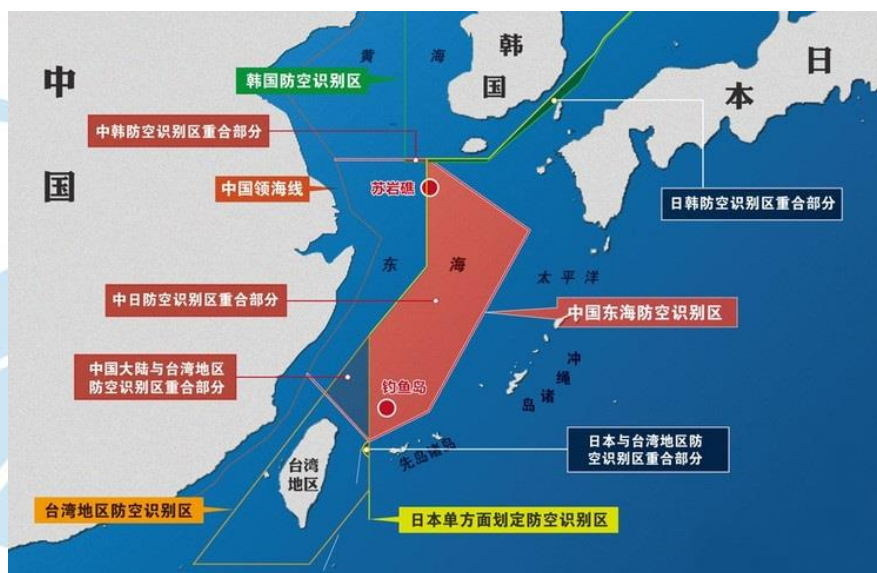 中国
黄海
韩国
日本
韩国防空识别区
中韩防空识别区重合部分
中国领海线
苏岩礁
日韩防空识别区重合部分
东海
太平洋
中日防空识别区重合部分
中国东海防空识别区
中国大陆与台湾地区
防空识别区重合部分
钓鱼岛
冲绳诸岛
先岛诸岛
日本与台湾地区防
空识别区重合部分
台湾
地区
台湾地区防空识别区
日本单方面划定防空识别区